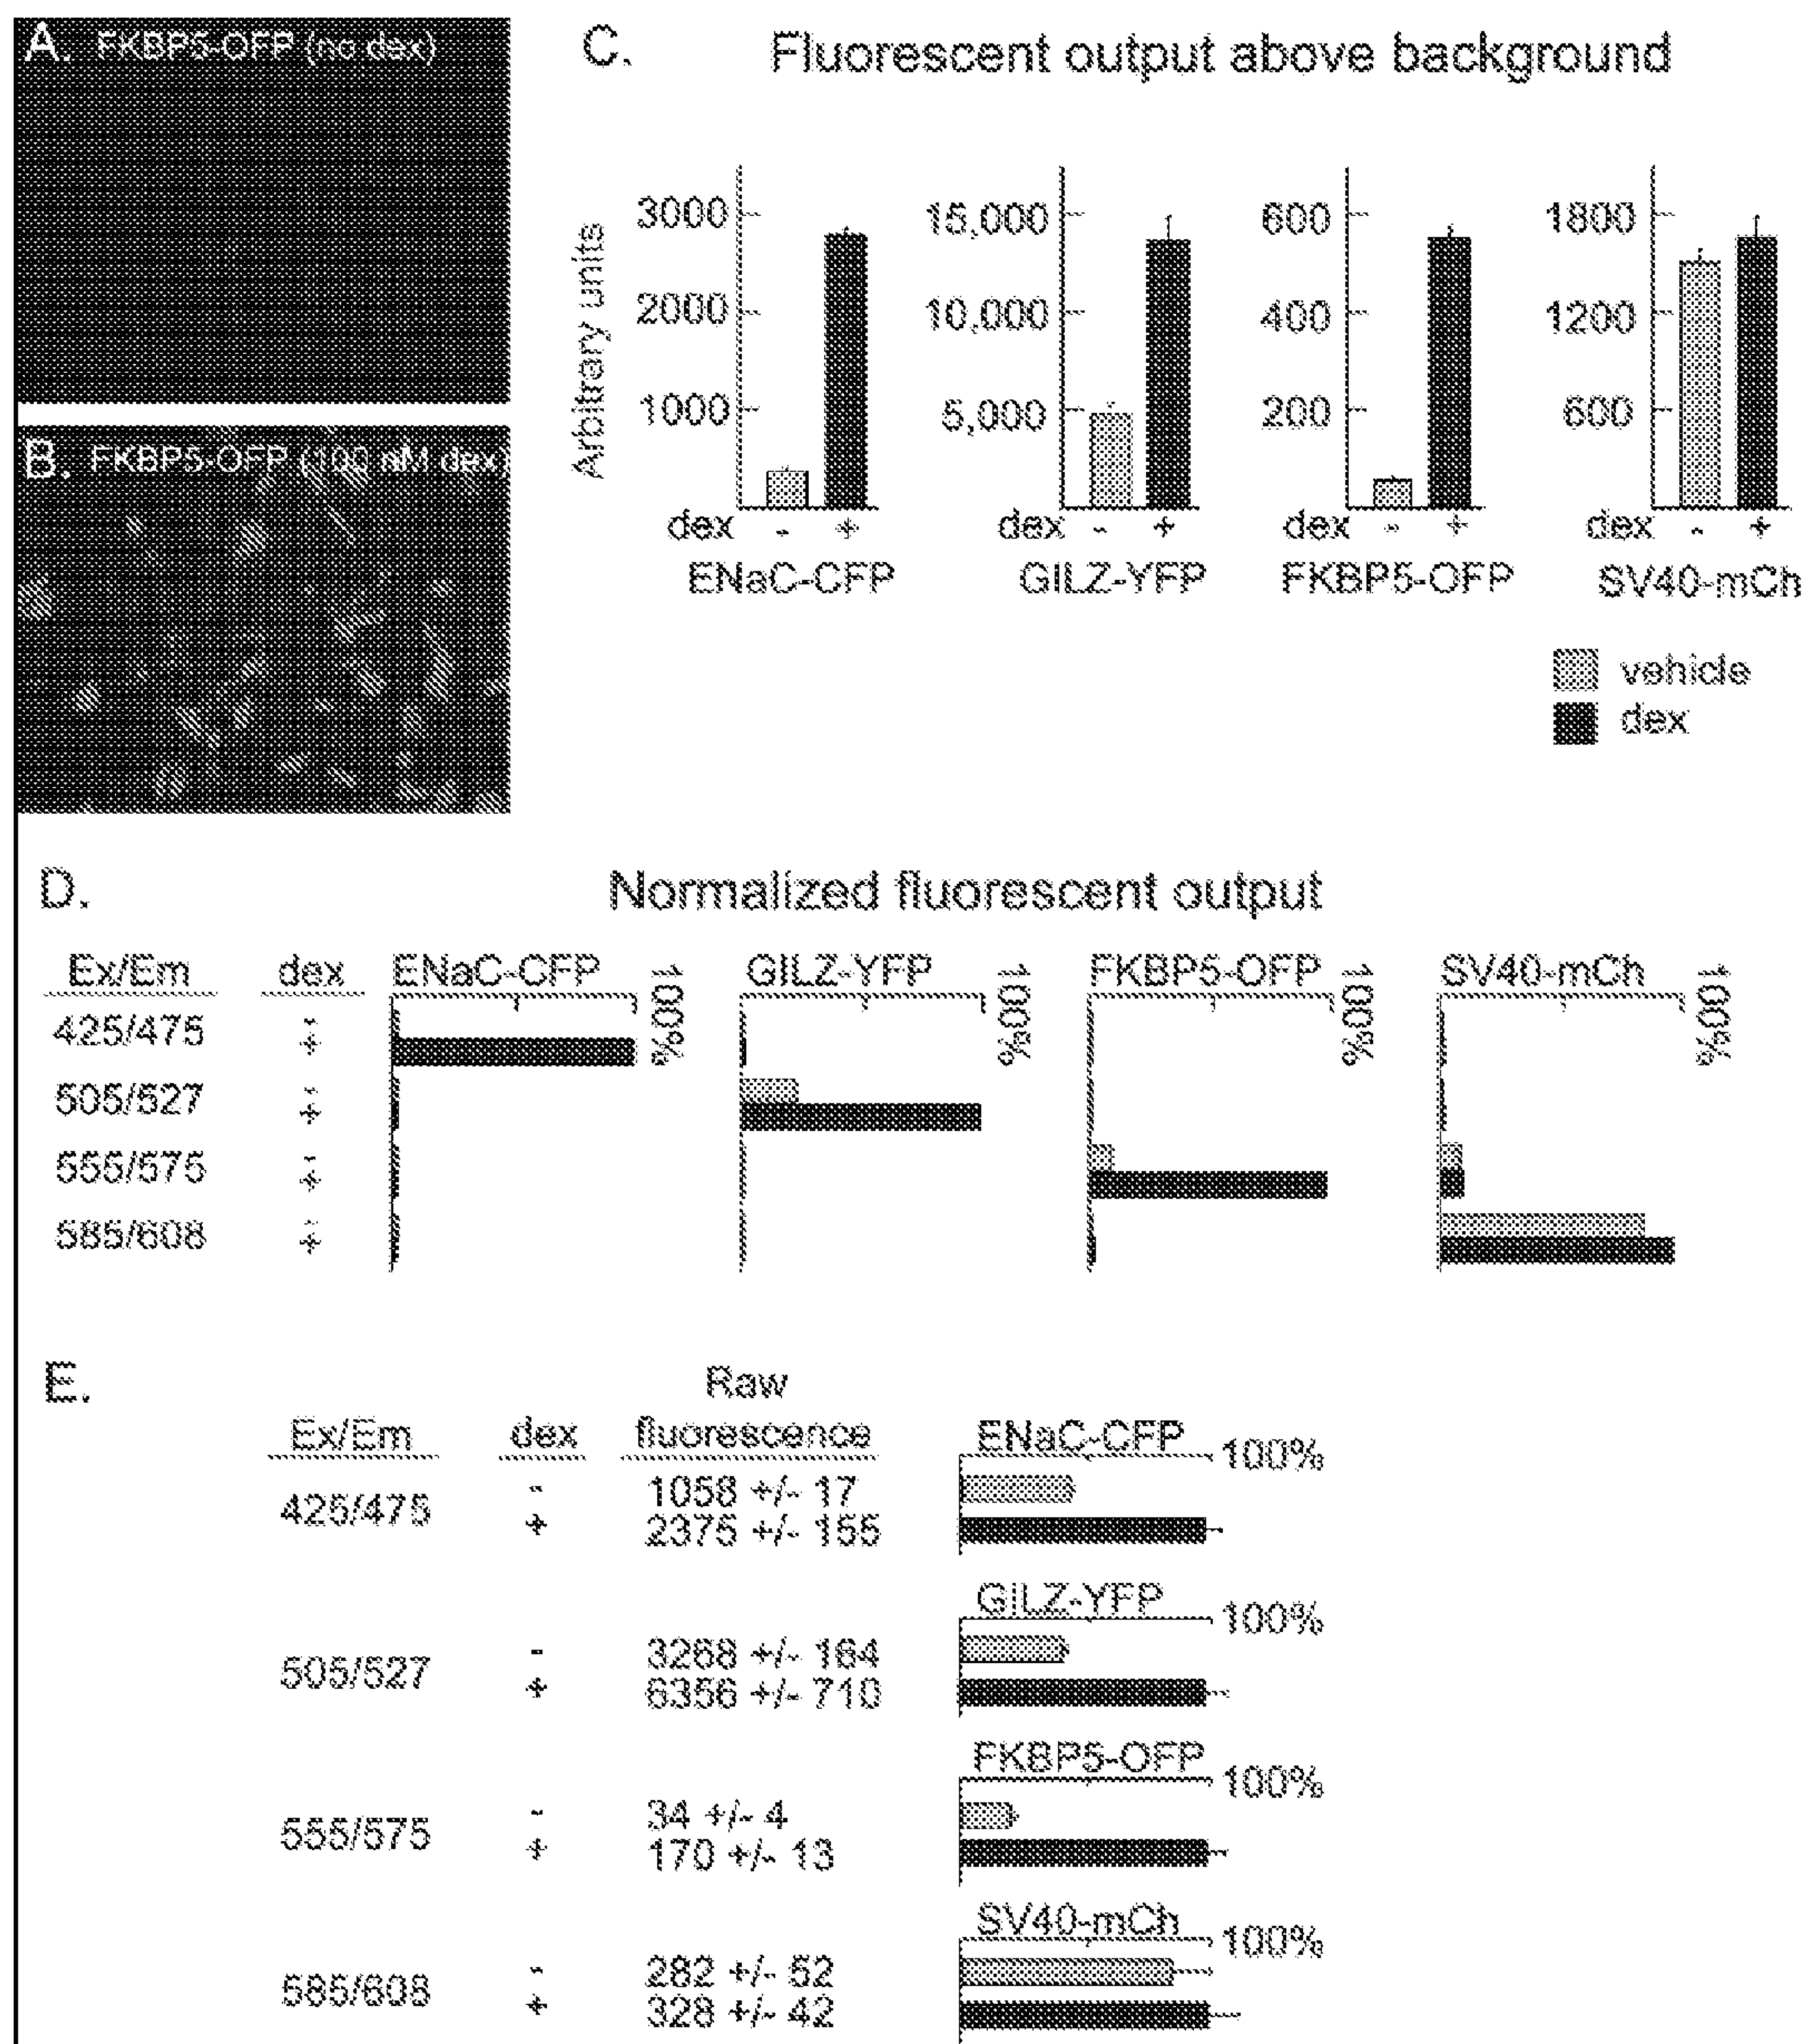 A. FKBP5-OFP (no dex)
B. FKBP5-OFP (100 nM dex)
C. Fluorescent output above background
Arbitrary units
3000
2000
1000
dex - +
ENaC-CFP
15,000
10,000
5,000
dex - +
GILZ-YFP
600
400
200
dex - +
FKBP5-OFP
1800
1200
600
dex - +
SV40-mCh
vehicle
dex
D. Normalized fluorescent output
Ex/Em dex ENaC-CFP 100% GILZ-YFP 100% FKBP5-OFP 100% SV40-mCh 100%
425/475 - +
505/527 - +
555/575 - +
585/608 - +
E.
Raw
Ex/Em dex fluorescence
ENaC-CFP 100%
425/475
- 1058 +/- 17
+ 2375 +/- 155
GILZ-YFP 100%
505/527
- 3268 +/- 164
+ 6356 +/- 710
FKBP5-OFP 100%
555/575
- 34 +/- 4
+ 170 +/- 13
SV40-mCh 100%
585/608
- 282 +/- 52
+ 328 +/- 42